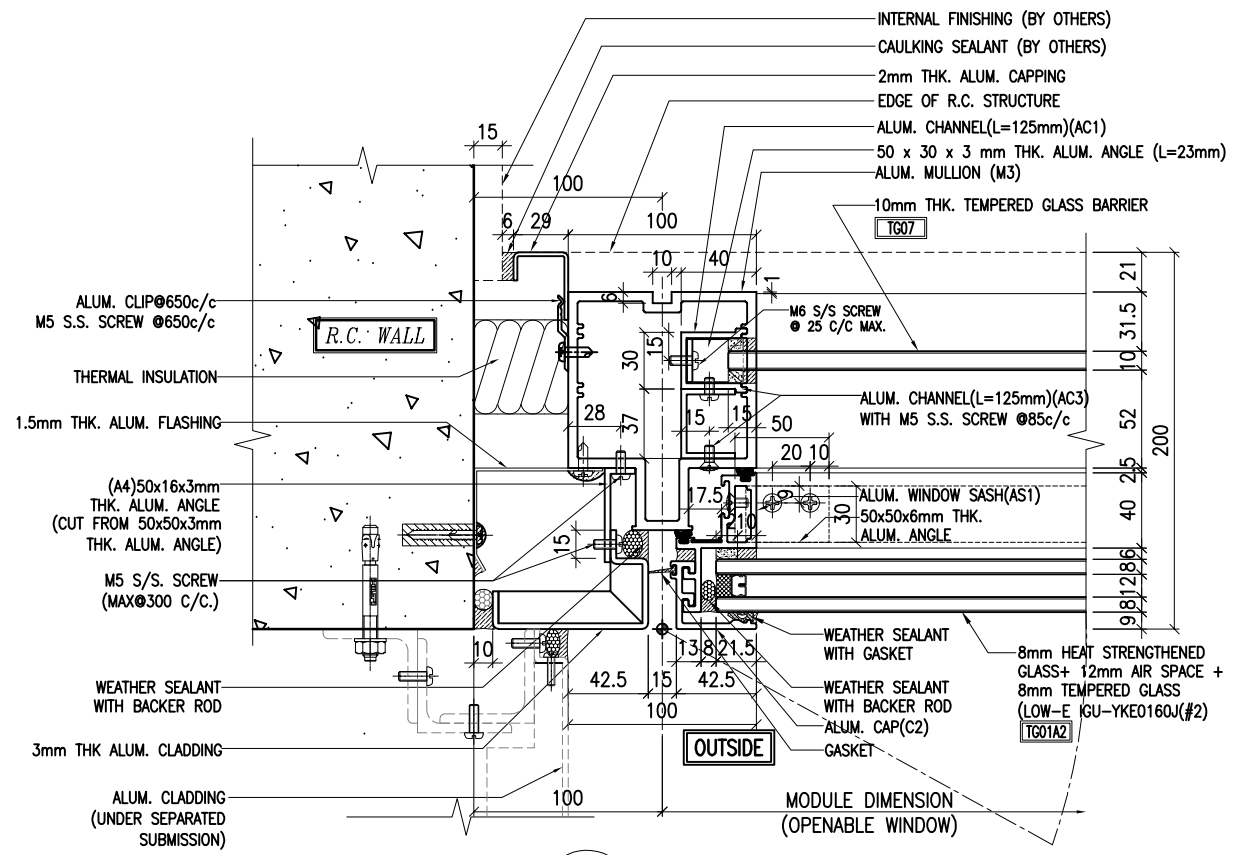 INTERNAL FINISHING (BY OTHERS)
CAULKING SEALANT (BY OTHERS)
2mm THK. ALUM. CAPPING
EDGE OF R.C. STRUCTURE
ALUM. CHANNEL(L=125mm)(AC1)
50 x 30 x 3 mm THK. ALUM. ANGLE (L=23mm)
ALUM. MULLION (M3)
10mm THK. TEMPERED GLASS BARRIER
TG07
15
100
6 29 100
10 40
21
1
6
M6 S/S SCREW
@ 25 C/C MAX.
31.5
ALUM. CLIP@650c/c
M5 S.S. SCREW @650c/c
R.C. WALL
30
15
10
THERMAL INSULATION
ALUM. CHANNEL(L=125mm)(AC3)
WITH M5 S.S. SCREW @85c/c
1.5mm THK. ALUM. FLASHING
28
37
15 15 50
52
200
20 10
2.5
(A4)50x16x3mm
THK. ALUM. ANGLE
(CUT FROM 50x50x3mm
THK. ALUM. ANGLE)
17.5
9
ALUM. WINDOW SASH(AS1)
50x50x6mm THK.
ALUM. ANGLE
30
40
15
10
M5 S/S. SCREW
(MAX@300 C/C.)
6
8
12
8
9
10
13 8 21.5
WEATHER SEALANT
WITH GASKET
8mm HEAT STRENGTHENED
GLASS+ 12mm AIR SPACE +
8mm TEMPERED GLASS
(LOW-E IGU-YKE0160J(#2)
TG01A2
WEATHER SEALANT
WITH BACKER ROD
42.5 15 42.5
100
WEATHER SEALANT
WITH BACKER ROD
ALUM. CAP(C2)
GASKET
3mm THK ALUM. CLADDING
OUTSIDE
ALUM. CLADDING
(UNDER SEPARATED
SUBMISSION)
100
MODULE DIMENSION
(OPENABLE WINDOW)